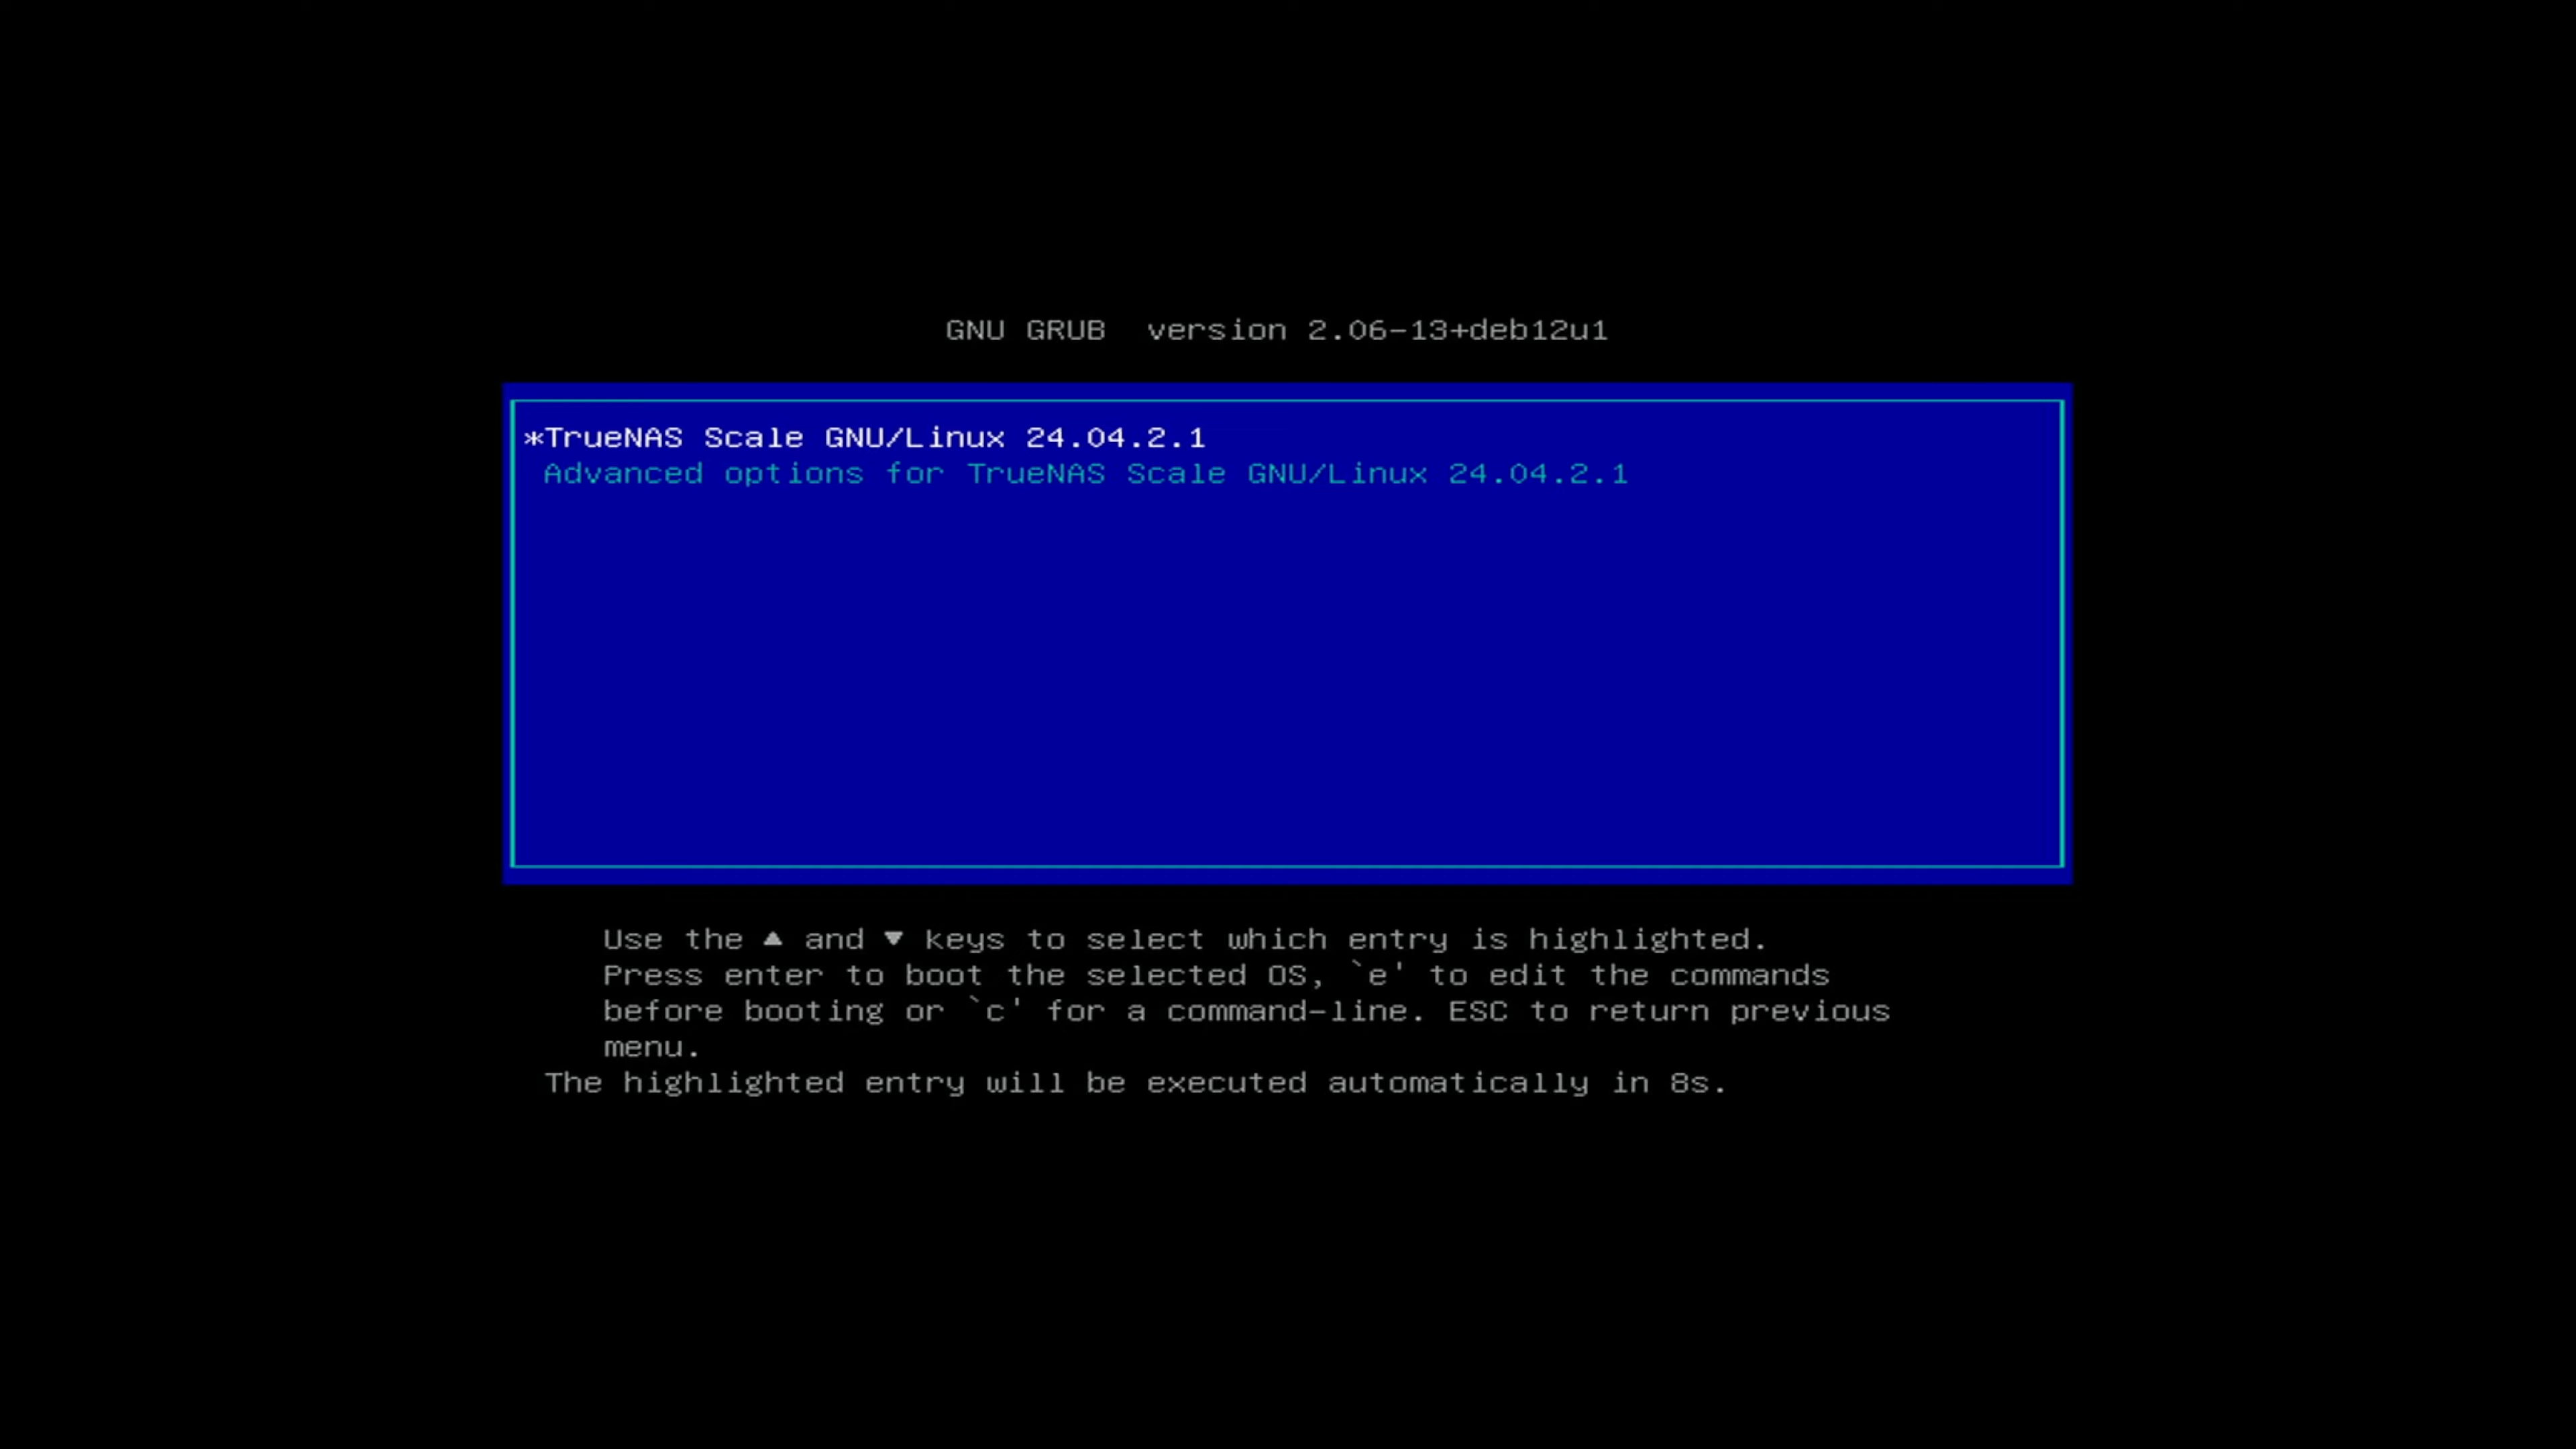 GNU GRUB  version 2.06-13+deb12u1
*TrueNAS Scale GNU/Linux 24.04.2.1
Advanced options for TrueNAS Scale GNU/Linux 24.04.2.1
Use the ▲ and ▼ keys to select which entry is highlighted.
Press enter to boot the selected OS, `e' to edit the commands
before booting or `c' for a command-line. ESC to return previous
menu.
The highlighted entry will be executed automatically in 8s.